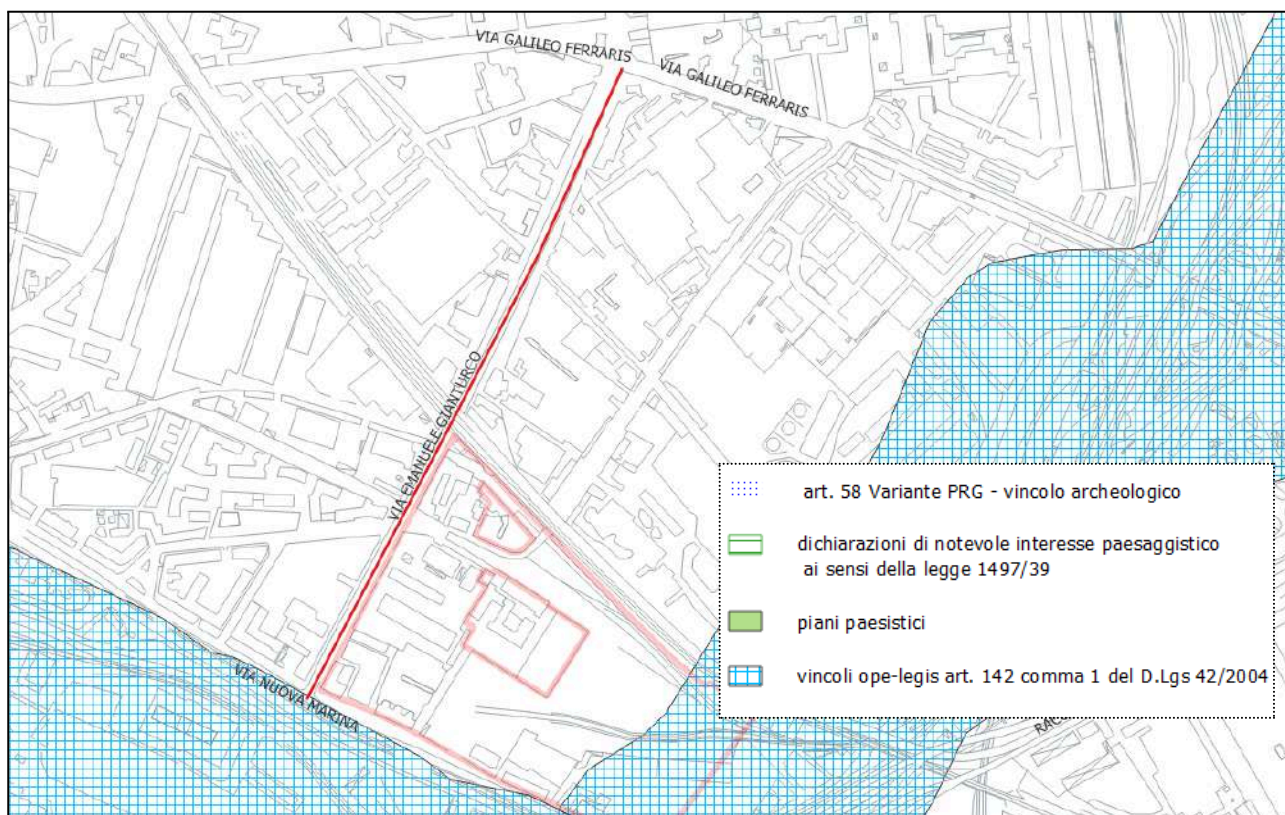 VIA GALILEO FERRARIS
VIA GALILEO FERRARIS
VIA EMANUELE GIANTURCO
VIA NUOVA MARINA
art. 58 Variante PRG - vincolo archeologico
dichiarazioni di notevole interesse paesaggistico
ai sensi della legge 1497/39
piani paesistici
vincoli ope-legis art. 142 comma 1 del D.Lgs 42/2004